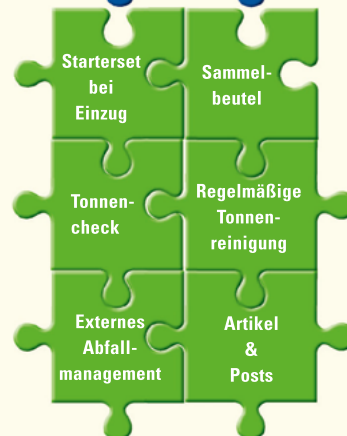 Starterset
bei
Einzug
Sammel-
beutel
Tonnen-
check
Regelmäßige
Tonnen-
reinigung
Externes
Abfall-
management
Artikel
&
Posts